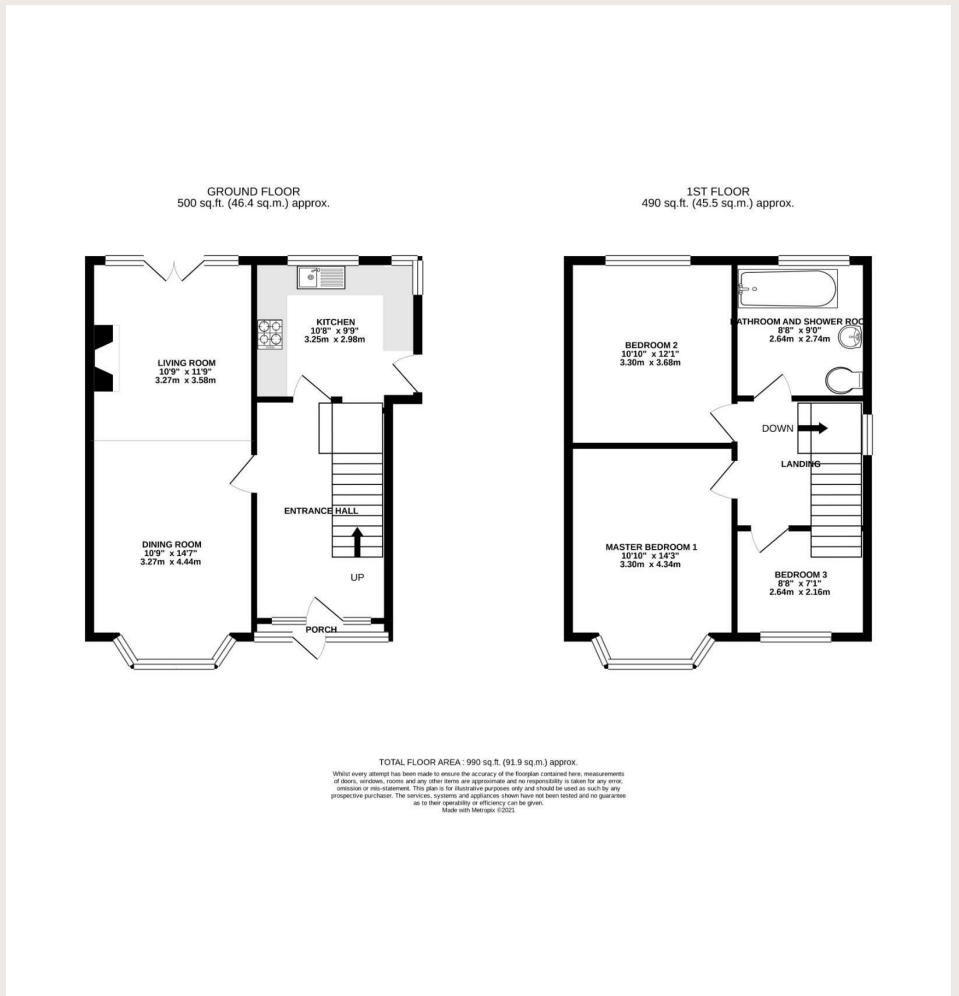 GROUND FLOOR
500 sq.ft. (46.4 sq.m.) approx.
KITCHEN
10'8" x 9'9"
3.25m x 2.98m
LIVING ROOM
10'9" x 11'9"
3.27m x 3.58m
ENTRANCE HALL
DINING ROOM
10'9" x 14'7"
3.27m x 4.44m
UP
PORCH
1ST FLOOR
490 sq.ft. (45.5 sq.m.) approx.
BATHROOM AND SHOWER ROOM
8'8" x 9'0"
2.64m x 2.74m
BEDROOM 2
10'10" x 12'1"
3.30m x 3.68m
DOWN
LANDING
MASTER BEDROOM 1
10'10" x 14'3"
3.30m x 4.34m
BEDROOM 3
8'8" x 7'1"
2.64m x 2.16m
TOTAL FLOOR AREA : 990 sq.ft. (91.9 sq.m.) approx.
Whilst every attempt has been made to ensure the accuracy of the floorplan contained here, measurements
of doors, windows, rooms and any other items are approximate and no responsibility is taken for any error,
omission or mis-statement. This plan is for illustrative purposes only and should be used as such by any
prospective purchaser. The services, systems and appliances shown have not been tested and no guarantee
as to their operability or efficiency can be given.
Made with Metropix ©2021